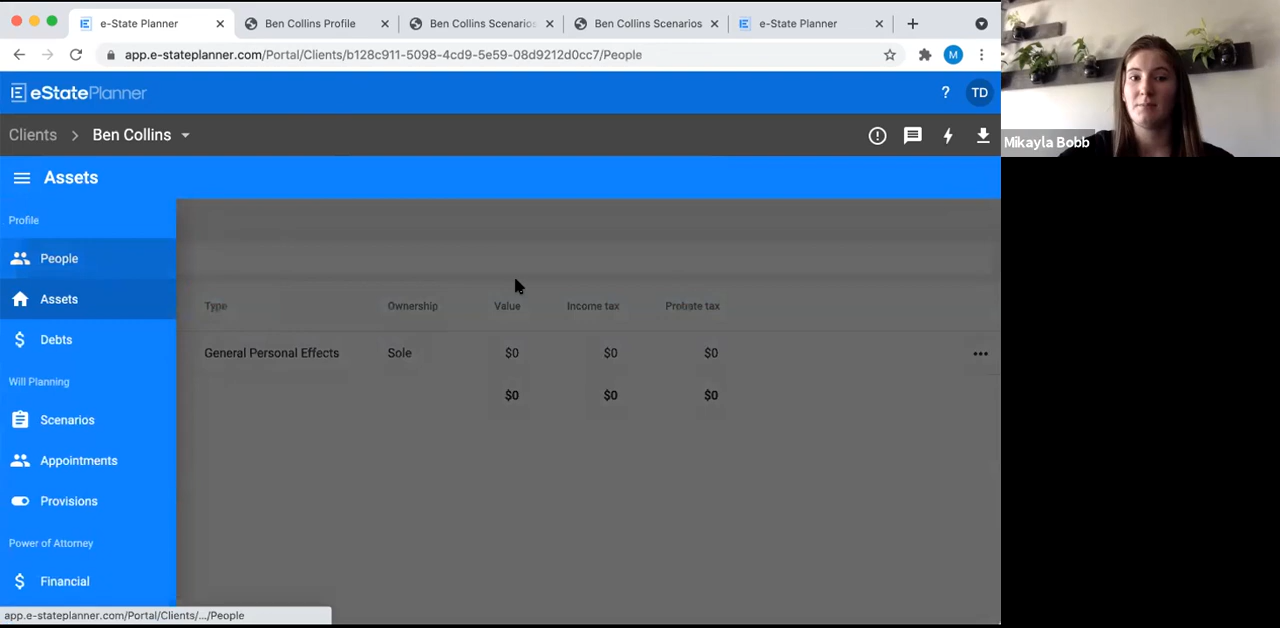 e-State Planner
Ben Collins Profile
Ben Collins Scenarios
Ben Collins Scenarios
e-State Planner
app.e-stateplanner.com/Portal/Clients/b128c911-5098-4cd9-5e59-08d9212d0cc7/People
M
eStatePlanner
?
TD
Clients > Ben Collins
Assets
Profile
People
Assets
Debts
Will Planning
Scenarios
Appointments
Provisions
Power of Attorney
Financial
Type Ownership Value Income tax Probate tax
General Personal Effects Sole $0 $0 $0
$0 $0 $0
app.e-stateplanner.com/Portal/Clients/.../People
Mikayla Bobb